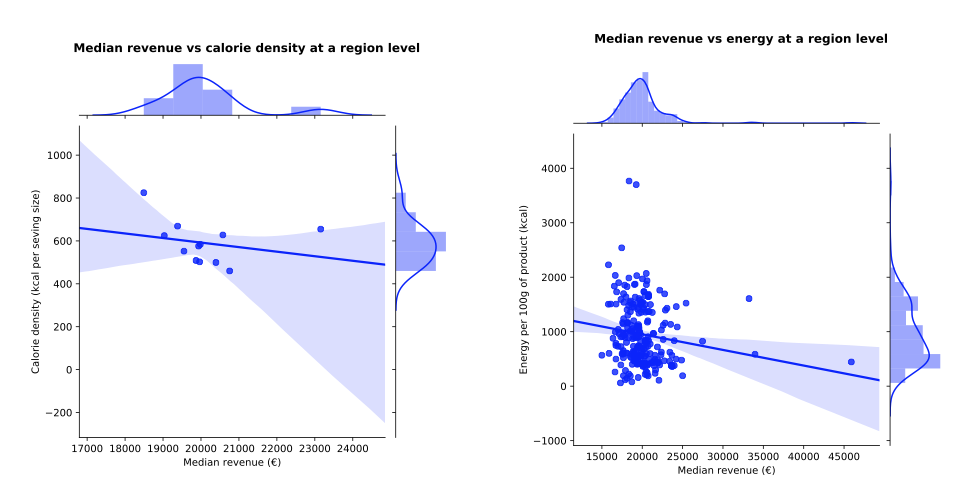 Median revenue vs calorie density at a region level
1000
800
600
400
200
0
−200
Calorie density (kcal per seving size)
17000 18000 19000 20000 21000 22000 23000 24000
Median revenue (€)
Median revenue vs energy at a region level
4000
3000
2000
1000
0
−1000
Energy per 100g of product (kcal)
15000 20000 25000 30000 35000 40000 45000
Median revenue (€)